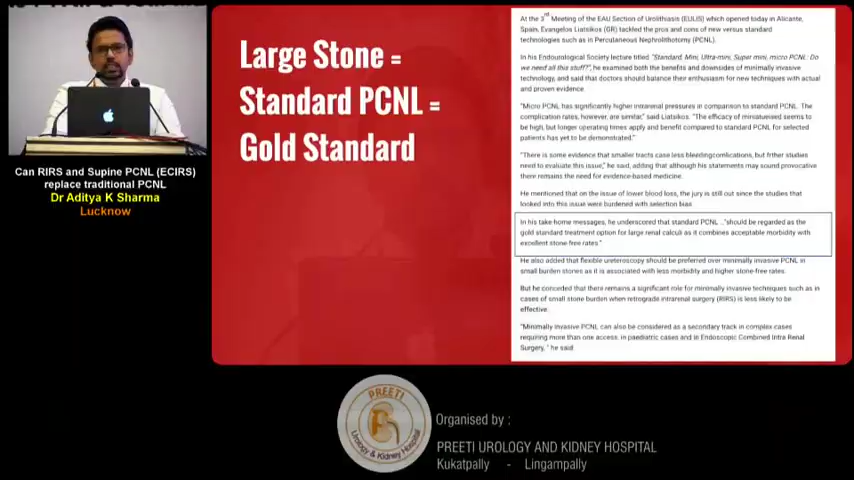 Large Stone =
Standard PCNL =
Gold Standard
Can RIRS and Supine PCNL (ECIRS)
replace traditional PCNL
Dr Aditya K Sharma
Lucknow
At the 3rd Meeting of the EAU Section of Urolithiasis (EULIS) which opened today in Alicante,
Spain, Evangelos Liatsikos (GR) tackled the pros and cons of new versus standard
technologies such as in Percutaneous Nephrolithotomy (PCNL).
In his Endourological Society lecture titled "Standard, Mini, Ultra-mini, Super mini, micro PCNL: Do
we need all this stuff?", he examined both the benefits and downsides of minimally invasive
technology, and said that doctors should balance their enthusiasm for new techniques with actual
and proven evidence.
"Micro PCNL has significantly higher intrarenal pressures in comparison to standard PCNL. The
complication rates, however, are similar," said Liatsikos. "The efficacy of miniaturised seems to
be high, but longer operating times apply and benefit compared to standard PCNL for selected
patients has yet to be demonstrated."
"There is some evidence that smaller tracts case less bleedingcomlications, but frther studies
need to evaluate this issue," he said, adding that although his statements may sound provocative
there remains the need for evidence-based medicine.
He mentioned that on the issue of lower blood loss, the jury is still out since the studies that
looked into this issue were burdened with selection bias.
In his take home messages, he underscored that standard PCNL ..."should be regarded as the
gold standard treatment option for large renal calculi as it combines acceptable morbidity with
excellent stone-free rates."
He also added that flexible ureteroscopy should be preferred over minimally invasive PCNL in
small burden stones as it is associated with less morbidity and higher stone-free rates.
But he conceded that there remains a significant role for minimally invasive techniques such as in
cases of small stone burden when retrograde intrarenal surgery (RIRS) is less likely to be
effective.
"Minimally invasive PCNL can also be considered as a secondary track in complex cases
requiring more than one access, in paediatric cases and in Endoscopic Combined Intra Renal
Surgery, " he said
PREETI
Urology & Kidney Hospital
Organised by :
PREETI UROLOGY AND KIDNEY HOSPITAL
Kukatpally - Lingampally